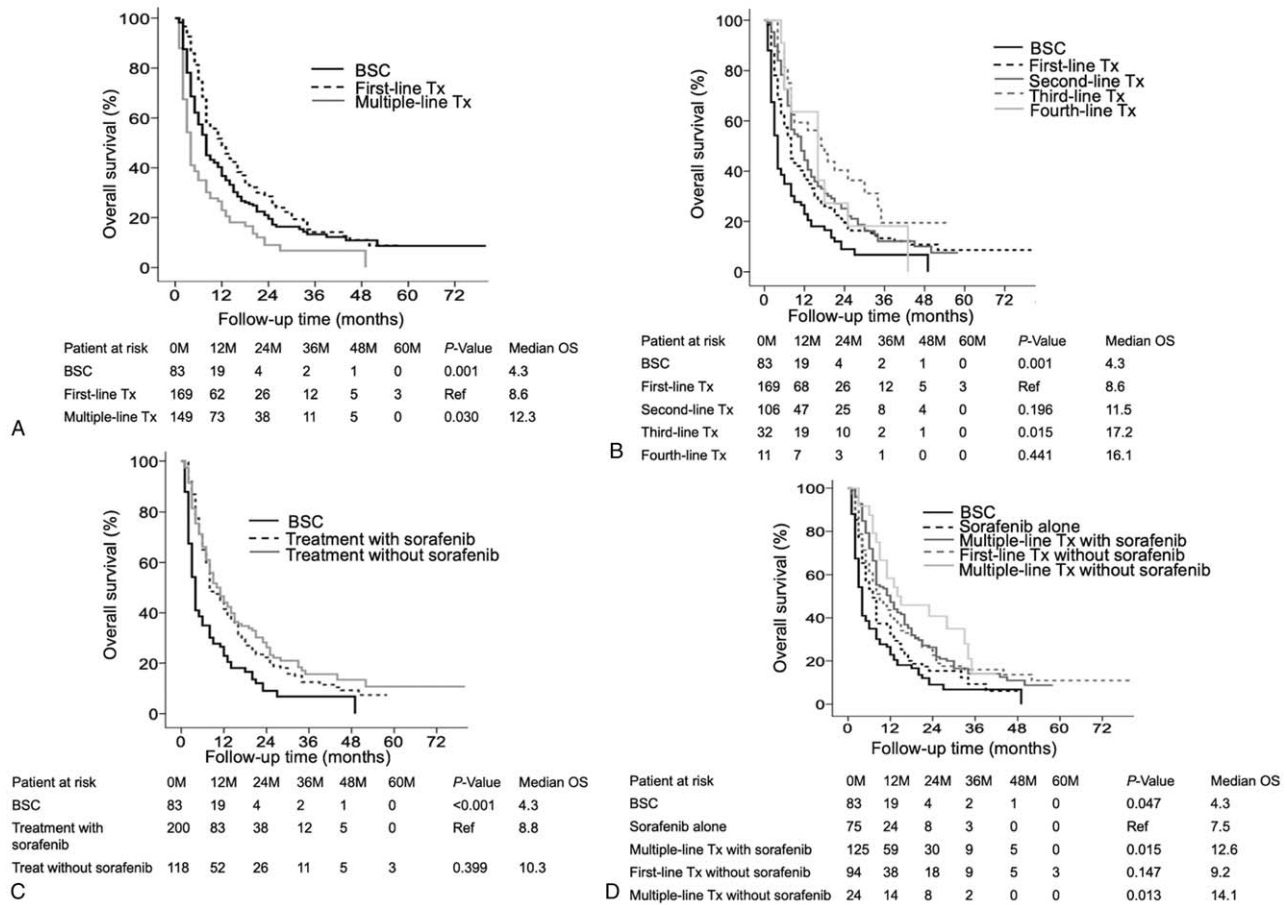 100
80
60
40
20
0
Overall survival (%)
BSC
First-line Tx
Multiple-line Tx
0 12 24 36 48 60 72
Follow-up time (months)
Patient at risk 0M 12M 24M 36M 48M 60M P-Value Median OS
BSC 83 19 4 2 1 0 0.001 4.3
First-line Tx 169 62 26 12 5 3 Ref 8.6
Multiple-line Tx 149 73 38 11 5 0 0.030 12.3
A
100
80
60
40
20
0
Overall survival (%)
BSC
First-line Tx
Second-line Tx
Third-line Tx
Fourth-line Tx
0 12 24 36 48 60 72
Follow-up time (months)
Patient at risk 0M 12M 24M 36M 48M 60M P-Value Median OS
BSC 83 19 4 2 1 0 0.001 4.3
First-line Tx 169 68 26 12 5 3 Ref 8.6
Second-line Tx 106 47 25 8 4 0 0.196 11.5
Third-line Tx 32 19 10 2 1 0 0.015 17.2
Fourth-line Tx 11 7 3 1 0 0 0.441 16.1
B
100
80
60
40
20
0
Overall survival (%)
BSC
Treatment with sorafenib
Treatment without sorafenib
0 12 24 36 48 60 72
Follow-up time (months)
Patient at risk 0M 12M 24M 36M 48M 60M P-Value Median OS
BSC 83 19 4 2 1 0 <0.001 4.3
Treatment with 200 83 38 12 5 0 Ref 8.8
sorafenib
Treat without sorafenib 118 52 26 11 5 3 0.399 10.3
C
100
80
60
40
20
0
Overall survival (%)
BSC
Sorafenib alone
Multiple-line Tx with sorafenib
First-line Tx without sorafenib
Multiple-line Tx without sorafenib
0 12 24 36 48 60 72
Follow-up time (months)
Patient at risk 0M 12M 24M 36M 48M 60M P-Value Median OS
BSC 83 19 4 2 1 0 0.047 4.3
Sorafenib alone 75 24 8 3 0 0 Ref 7.5
Multiple-line Tx with sorafenib 125 59 30 9 5 0 0.015 12.6
First-line Tx without sorafenib 94 38 18 9 5 3 0.147 9.2
Multiple-line Tx without sorafenib 24 14 8 2 0 0 0.013 14.1
D